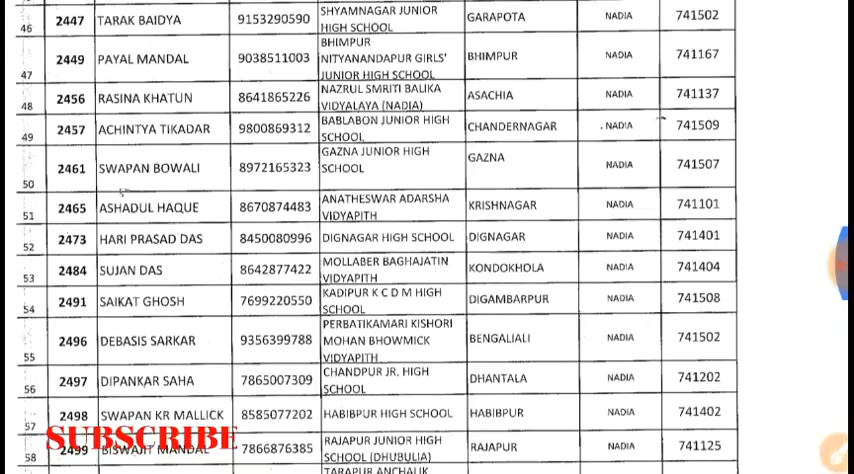 46 2447 TARAK BAIDYA 9153290590 SHYAMNAGAR JUNIOR HIGH SCHOOL GARAPOTA NADIA 741502
47 2449 PAYAL MANDAL 9038511003 BHIMPUR NITYANANDAPUR GIRLS' JUNIOR HIGH SCHOOL BHIMPUR NADIA 741167
48 2456 RASINA KHATUN 8641865226 NAZRUL SMRITI BALIKA VIDYALAYA (NADIA) ASACHIA NADIA 741137
49 2457 ACHINTYA TIKADAR 9800869312 BABLABON JUNIOR HIGH SCHOOL CHANDERNAGAR NADIA 741509
50 2461 SWAPAN BOWALI 8972165323 GAZNA JUNIOR HIGH SCHOOL GAZNA NADIA 741507
51 2465 ASHADUL HAQUE 8670874483 ANATHESWAR ADARSHA VIDYAPITH KRISHNAGAR NADIA 741101
52 2473 HARI PRASAD DAS 8450080996 DIGNAGAR HIGH SCHOOL DIGNAGAR NADIA 741401
53 2484 SUJAN DAS 8642877422 MOLLABER BAGHAJATIN VIDYAPITH KONDOKHOLA NADIA 741404
54 2491 SAIKAT GHOSH 7699220550 KADIPUR K C D M HIGH SCHOOL DIGAMBARPUR NADIA 741508
55 2496 DEBASIS SARKAR 9356399788 PERBATIKAMARI KISHORI MOHAN BHOWMICK VIDYAPITH BENGALIALI NADIA 741502
56 2497 DIPANKAR SAHA 7865007309 CHANDPUR JR. HIGH SCHOOL DHANTALA NADIA 741202
57 2498 SWAPAN KR MALLICK 8585077202 HABIBPUR HIGH SCHOOL HABIBPUR NADIA 741402
SUBSCRIBE
58 2499 BISWAJIT MANDAL 7866876385 RAJAPUR JUNIOR HIGH SCHOOL (DHUBULIA) RAJAPUR NADIA 741125
TARAPUR ANCHALIK